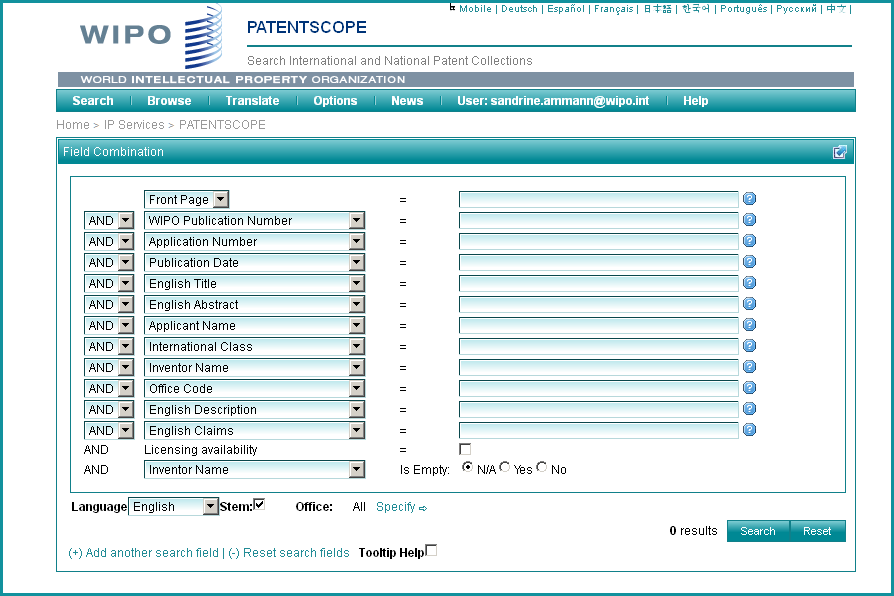 Mobile | Deutsch | Español | Français | 日本語 | 한국어 | Português | Русский | 中文 |
WIPO
PATENTSCOPE
Search International and National Patent Collections
WORLD INTELLECTUAL PROPERTY ORGANIZATION
Search | Browse | Translate | Options | News | User: sandrine.ammann@wipo.int | Help
Home > IP Services > PATENTSCOPE
Field Combination
Front Page =
AND WIPO Publication Number = ?
AND Application Number = ?
AND Publication Date = ?
AND English Title = ?
AND English Abstract = ?
AND Applicant Name = ?
AND International Class = ?
AND Inventor Name = ?
AND Office Code = ?
AND English Description = ?
AND English Claims = ?
AND Licensing availability =
AND Inventor Name Is Empty: N/A Yes No
Language English Stem: Office: All Specify ⇨
0 results Search Reset
(+) Add another search field | (-) Reset search fields Tooltip Help